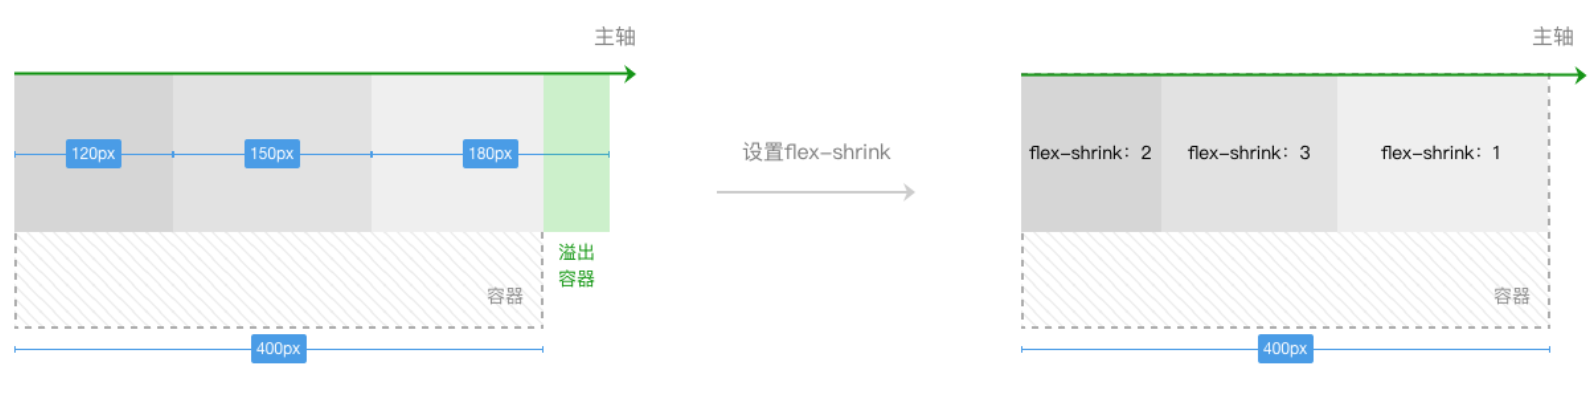 主轴
120px
150px
180px
溢出
容器
容器
400px
设置flex-shrink
主轴
flex-shrink：2
flex-shrink：3
flex-shrink：1
容器
400px